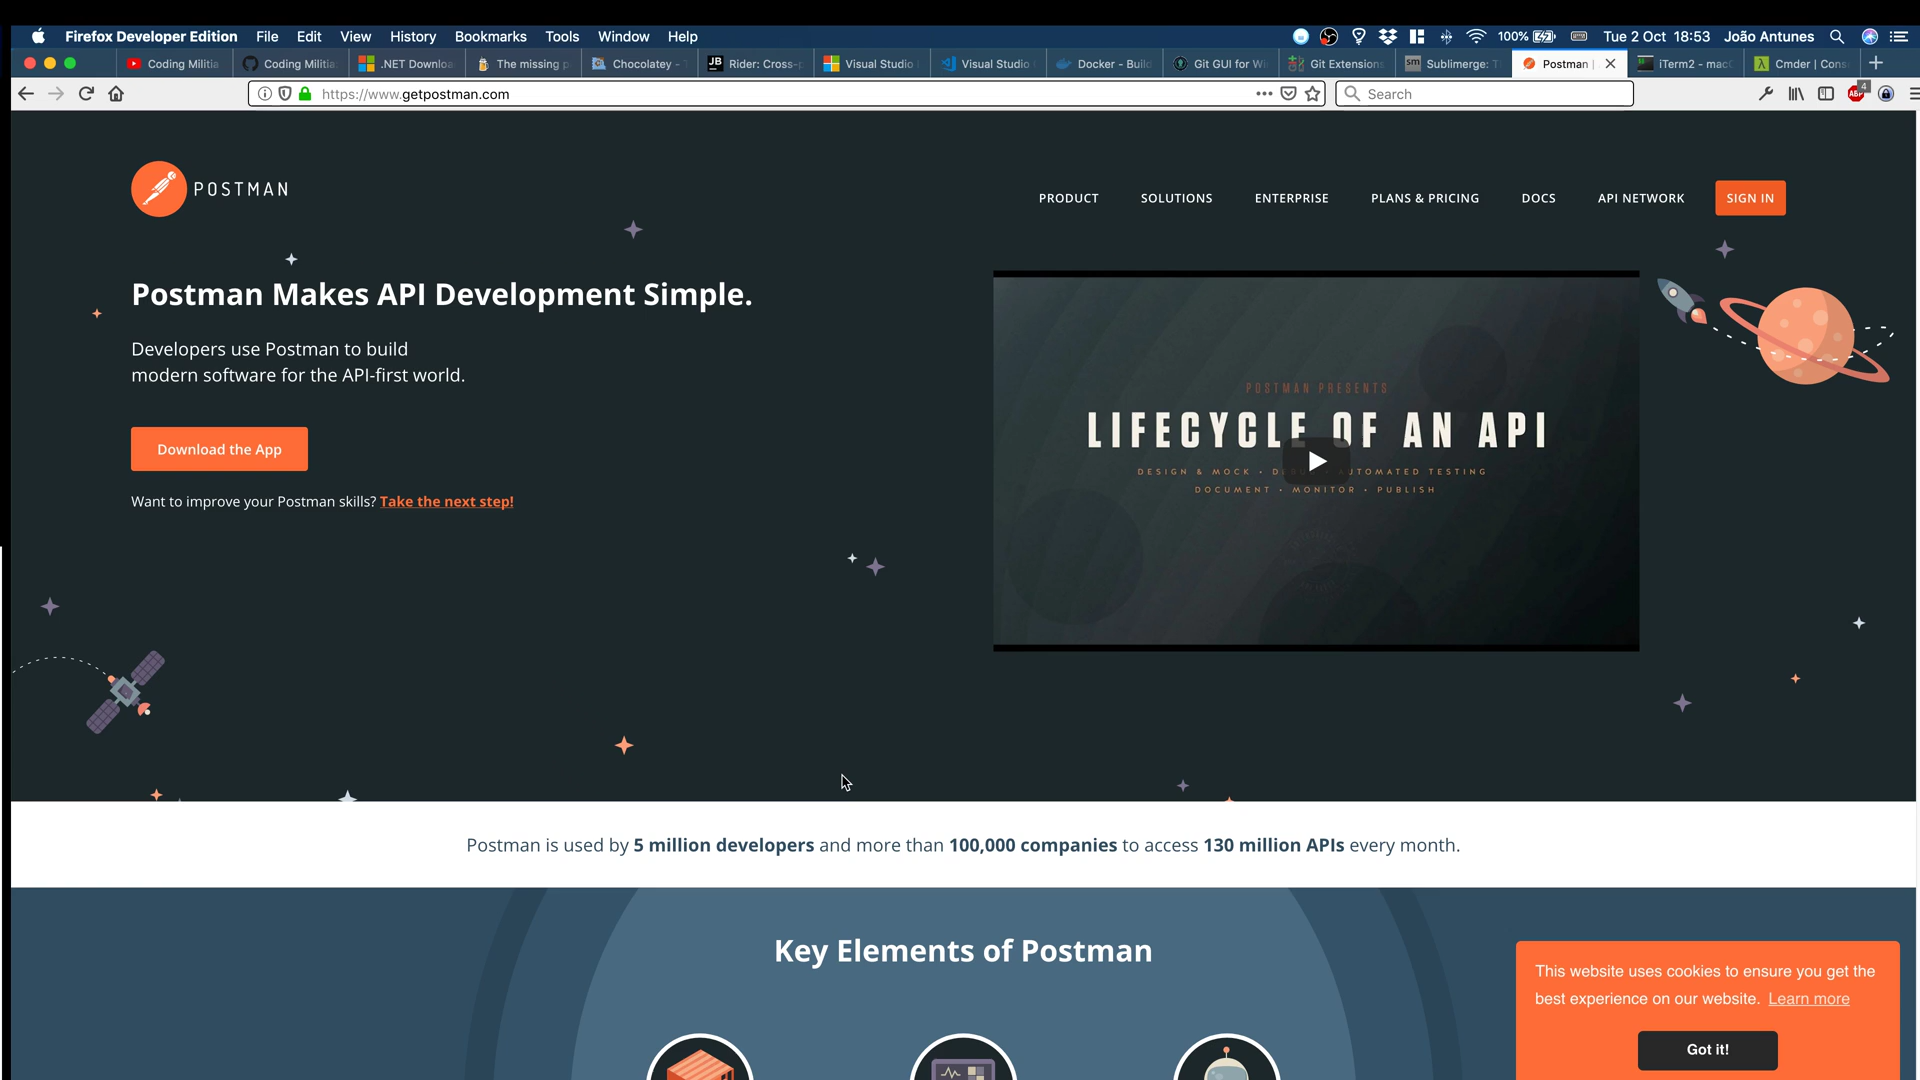 Firefox Developer Edition File Edit View History Bookmarks Tools Window Help 100% Tue 2 Oct 18:53 João Antunes
Coding Militia Coding Militia .NET Downloa The missing p Chocolatey - Rider: Cross-p Visual Studio Visual Studio Docker - Build Git GUI for Wi Git Extensions Sublimerge: T Postman | iTerm2 - mac Cmder | Cons
https://www.getpostman.com Search ABP 4
POSTMAN
PRODUCT SOLUTIONS ENTERPRISE PLANS & PRICING DOCS API NETWORK SIGN IN
Postman Makes API Development Simple.
Developers use Postman to build
modern software for the API-first world.
Download the App
Want to improve your Postman skills? Take the next step!
POSTMAN PRESENTS
LIFECYCLE OF AN API
DESIGN & MOCK • AUTOMATED TESTING
DOCUMENT • MONITOR • PUBLISH
Postman is used by 5 million developers and more than 100,000 companies to access 130 million APIs every month.
Key Elements of Postman
This website uses cookies to ensure you get the
best experience on our website. Learn more
Got it!